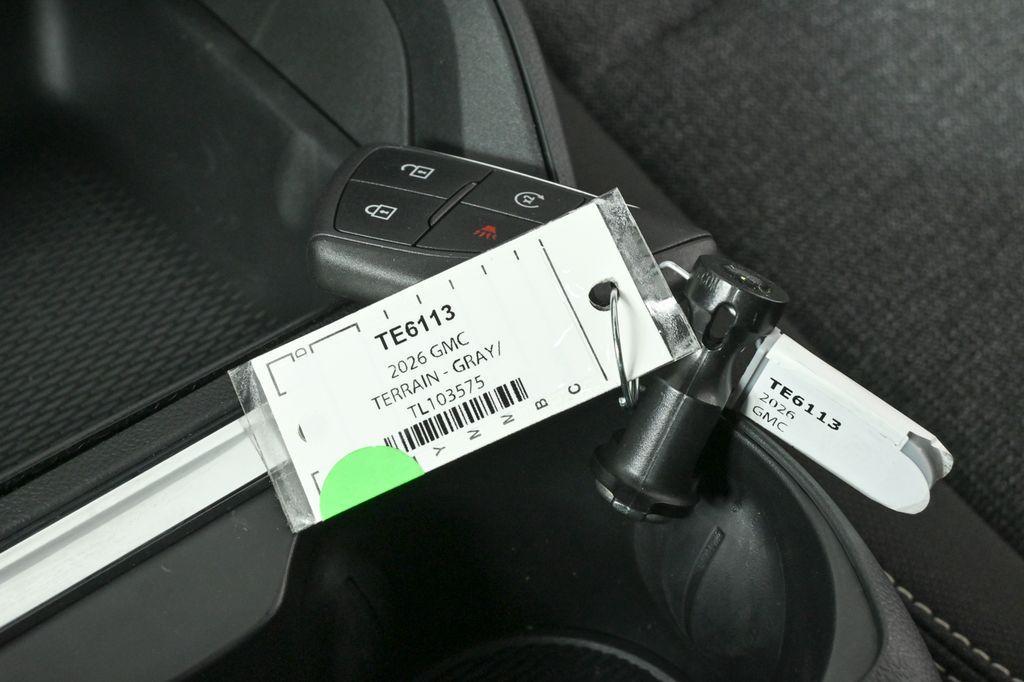 TE6113
2026 GMC
TERRAIN - GRAY/
TL103575
Y N N B C
TE6113
2026
GMC